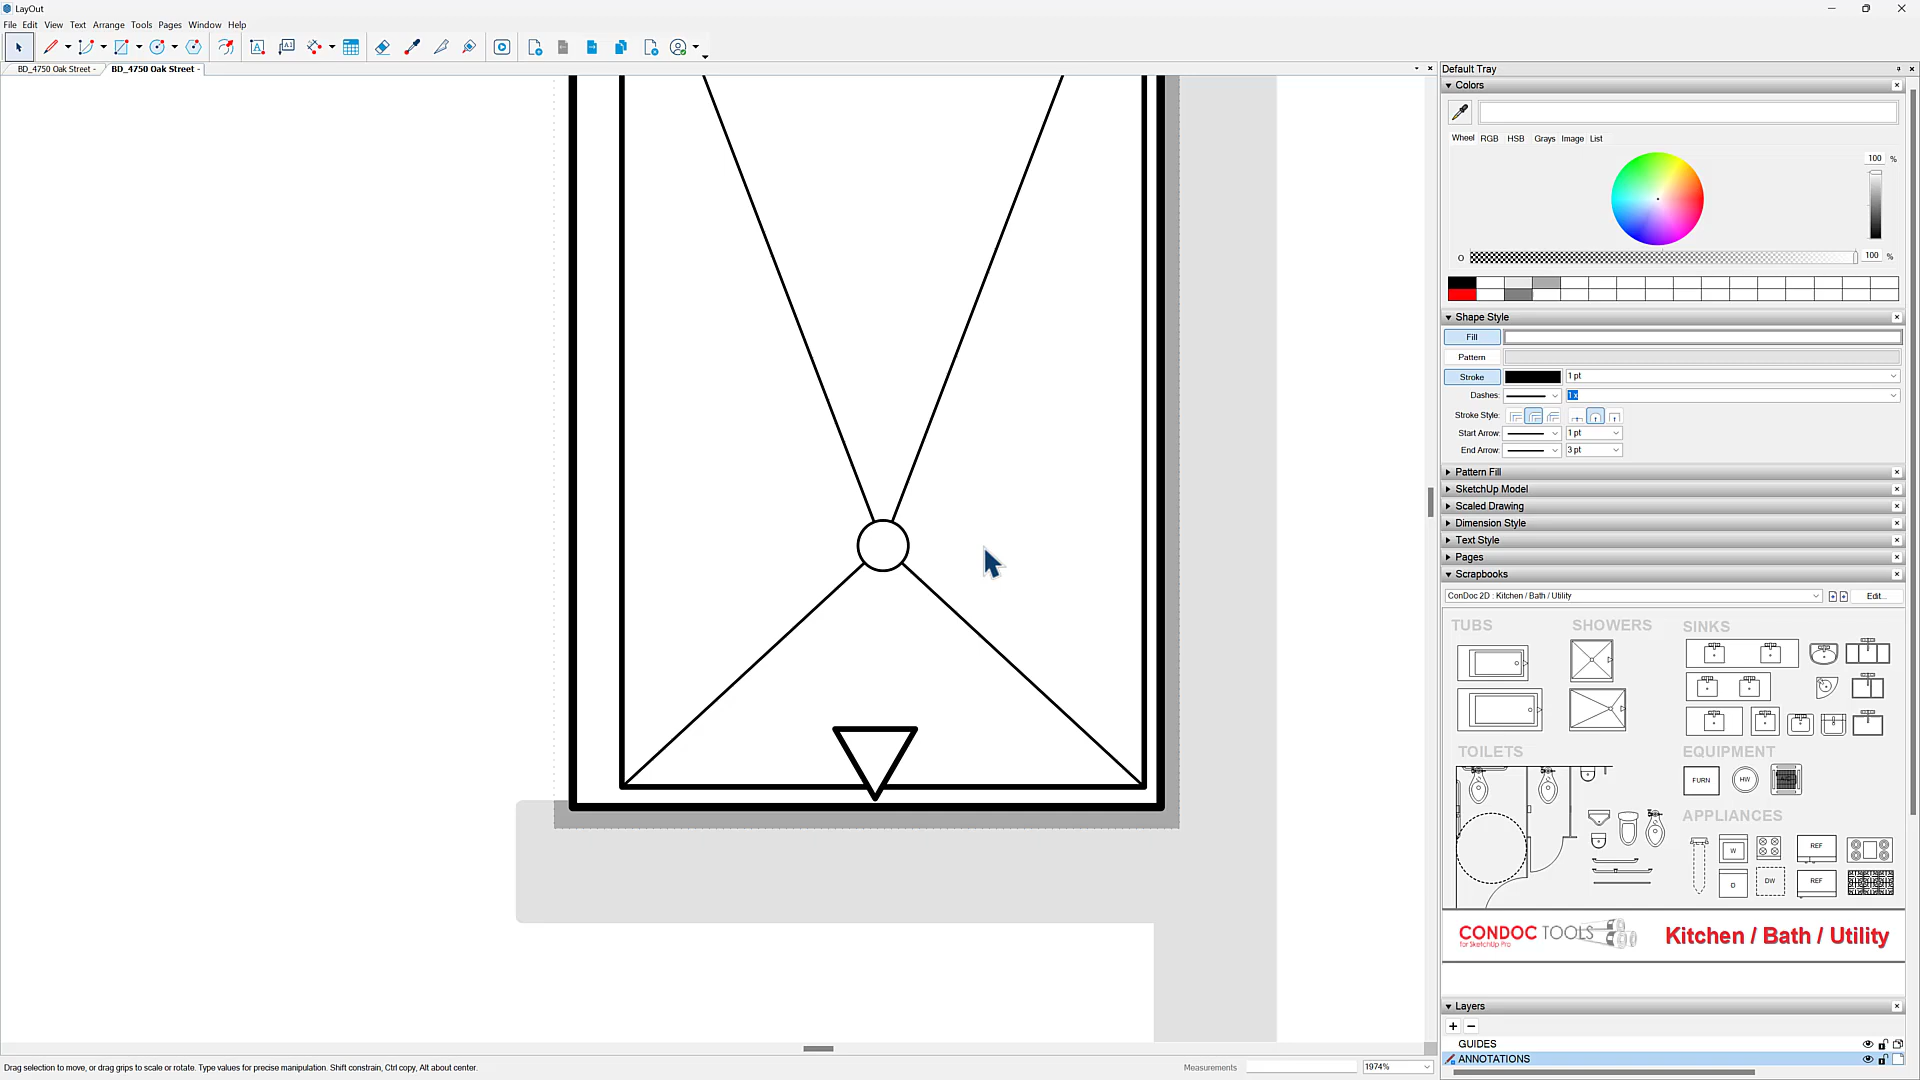 LayOut
File Edit View Text Arrange Tools Pages Window Help
BD_4750 Oak Street -
BD_4750 Oak Street -
Default Tray
Colors
Wheel RGB HSB Grays Image List
100 %
O 100 %
Shape Style
Fill
Pattern
Stroke 1 pt
Dashes: 1 x
Stroke Style:
Start Arrow: 1 pt
End Arrow: 3 pt
Pattern Fill
SketchUp Model
Scaled Drawing
Dimension Style
Text Style
Pages
Scrapbooks
ConDoc 2D : Kitchen / Bath / Utility Edit...
TUBS SHOWERS SINKS
TOILETS EQUIPMENT
FURN HW
APPLIANCES
W REF
D DW REF
CONDOC TOOLS
for SketchUp Pro
Kitchen / Bath / Utility
Layers
GUIDES
ANNOTATIONS
Drag selection to move, or drag grips to scale or rotate. Type values for precise manipulation. Shift constrain, Ctrl copy, Alt about center.
Measurements 1974%